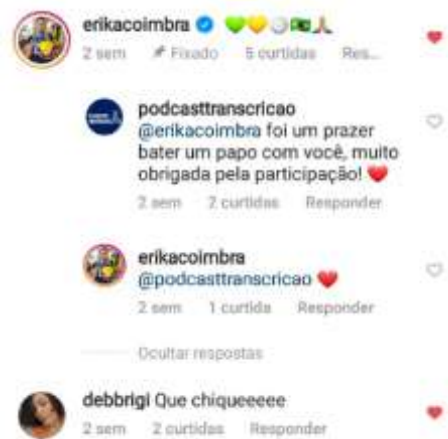 erikacoimbra 💚💛🤍🇧🇷🙏🏼
2 sem Fixado 5 curtidas Res...
podcasttranscricao
@erikacoimbra foi um prazer
bater um papo com você, muito
obrigada pela participação! ❤️
2 sem 2 curtidas Responder
erikacoimbra
@podcasttranscricao ❤️
2 sem 1 curtida Responder
Ocultar respostas
debbrigi Que chiqueeeee
2 sem 2 curtidas Responder